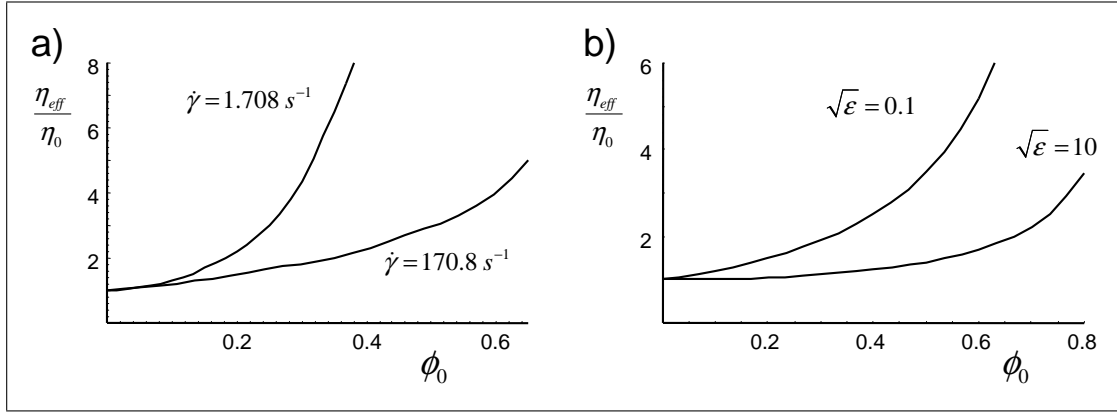 a)
η_eff / η_0
8
6
4
2
γ̇ = 1.708 s⁻¹
γ̇ = 170.8 s⁻¹
0.2 0.4 0.6
ϕ_0
b)
η_eff / η_0
6
4
2
√ε = 0.1
√ε = 10
0.2 0.4 0.6 0.8
ϕ_0